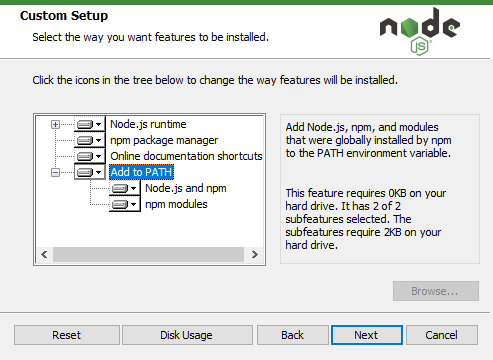 Custom Setup
Select the way you want features to be installed.
node
JS
Click the icons in the tree below to change the way features will be installed.
Node.js runtime
npm package manager
Online documentation shortcuts
Add to PATH
Node.js and npm
npm modules
Add Node.js, npm, and modules
that were globally installed by npm
to the PATH environment variable.
This feature requires 0KB on your
hard drive. It has 2 of 2
subfeatures selected. The
subfeatures require 2KB on your
hard drive.
Browse...
Reset
Disk Usage
Back
Next
Cancel